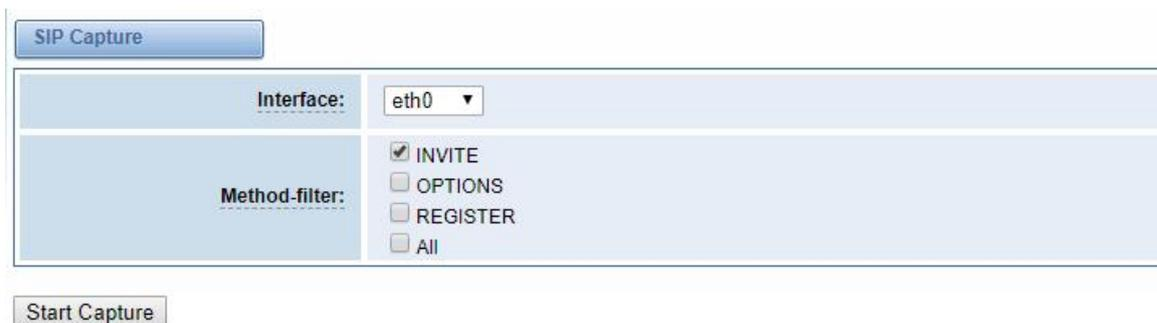 SIP Capture
Interface:
eth0
Method-filter:
INVITE
OPTIONS
REGISTER
All
Start Capture